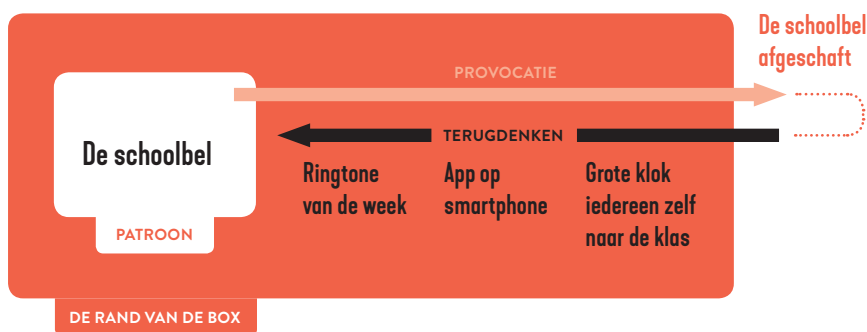 De schoolbel
afgeschaft
PROVOCATIE
De schoolbel
TERUGDENKEN
Ringtone
van de week
App op
smartphone
Grote klok
iedereen zelf
naar de klas
PATROON
DE RAND VAN DE BOX